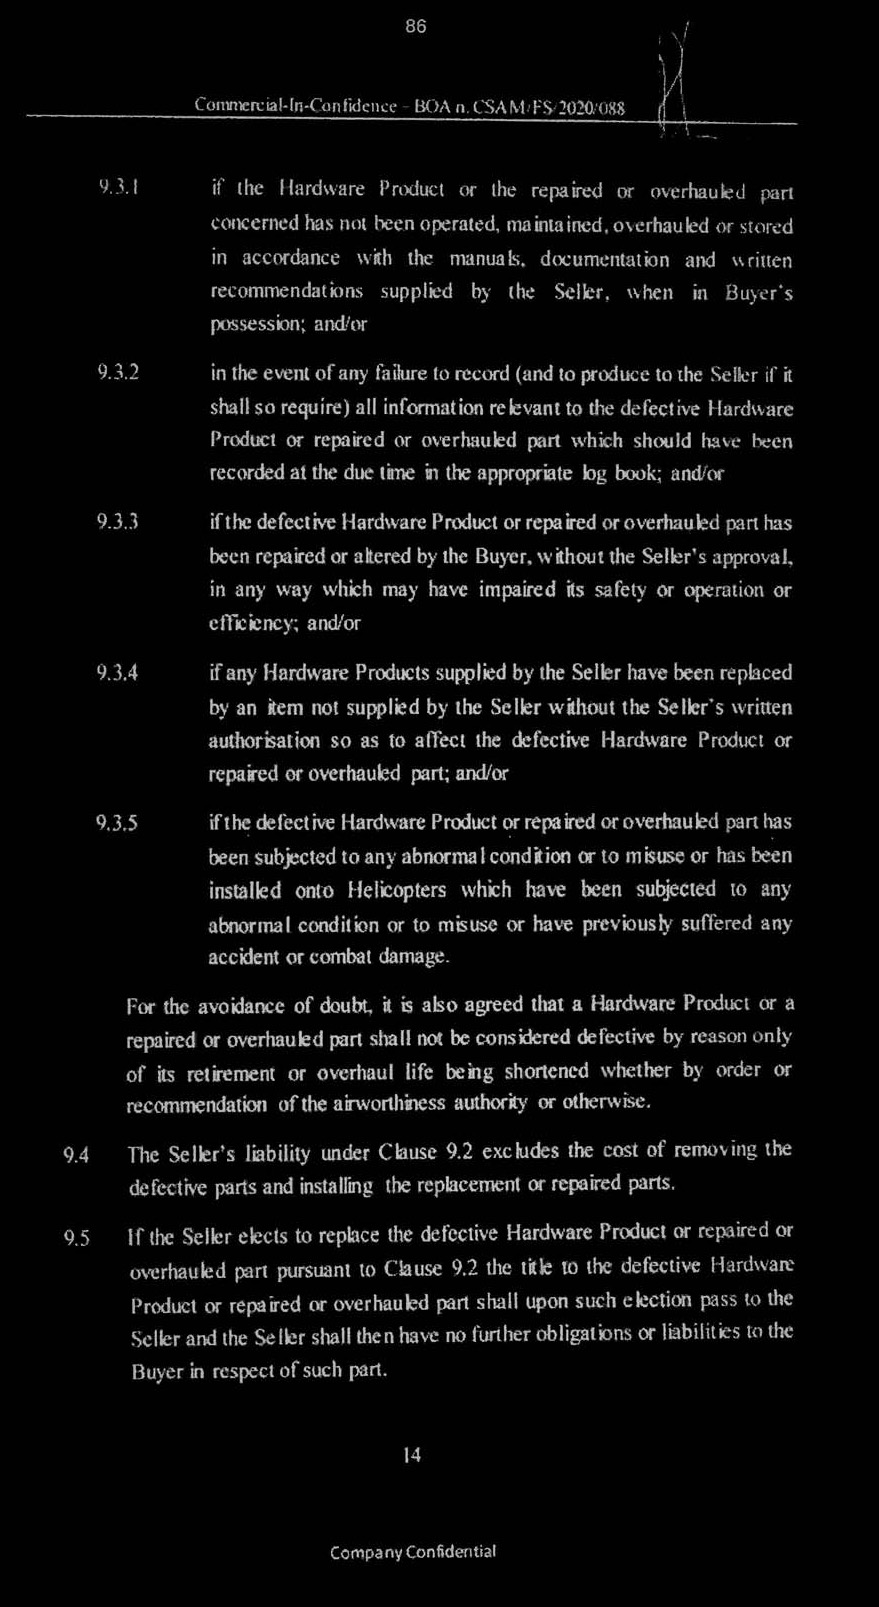 86
Commercial-In-Confidence - BOA n. CSAM/FS/2020/088
9.3.1 if the Hardware Product or the repaired or overhauled part
concerned has not been operated, maintained, overhauled or stored
in accordance with the manuals, documentation and written
recommendations supplied by the Seller, when in Buyer's
possession; and/or
9.3.2 in the event of any failure to record (and to produce to the Seller if it
shall so require) all information relevant to the defective Hardware
Product or repaired or overhauled part which should have been
recorded at the due time in the appropriate log book; and/or
9.3.3 if the defective Hardware Product or repaired or overhauled part has
been repaired or altered by the Buyer, without the Seller's approval,
in any way which may have impaired its safety or operation or
efficiency; and/or
9.3.4 if any Hardware Products supplied by the Seller have been replaced
by an item not supplied by the Seller without the Seller's written
authorisation so as to affect the defective Hardware Product or
repaired or overhauled part; and/or
9.3.5 if the defective Hardware Product or repaired or overhauled part has
been subjected to any abnormal condition or to misuse or has been
installed onto Helicopters which have been subjected to any
abnormal condition or to misuse or have previously suffered any
accident or combat damage.
For the avoidance of doubt, it is also agreed that a Hardware Product or a
repaired or overhauled part shall not be considered defective by reason only
of its retirement or overhaul life being shortened whether by order or
recommendation of the airworthiness authority or otherwise.
9.4 The Seller's liability under Clause 9.2 excludes the cost of removing the
defective parts and installing the replacement or repaired parts.
9.5 If the Seller elects to replace the defective Hardware Product or repaired or
overhauled part pursuant to Clause 9.2 the title to the defective Hardware
Product or repaired or overhauled part shall upon such election pass to the
Seller and the Seller shall then have no further obligations or liabilities to the
Buyer in respect of such part.
14
Company Confidential